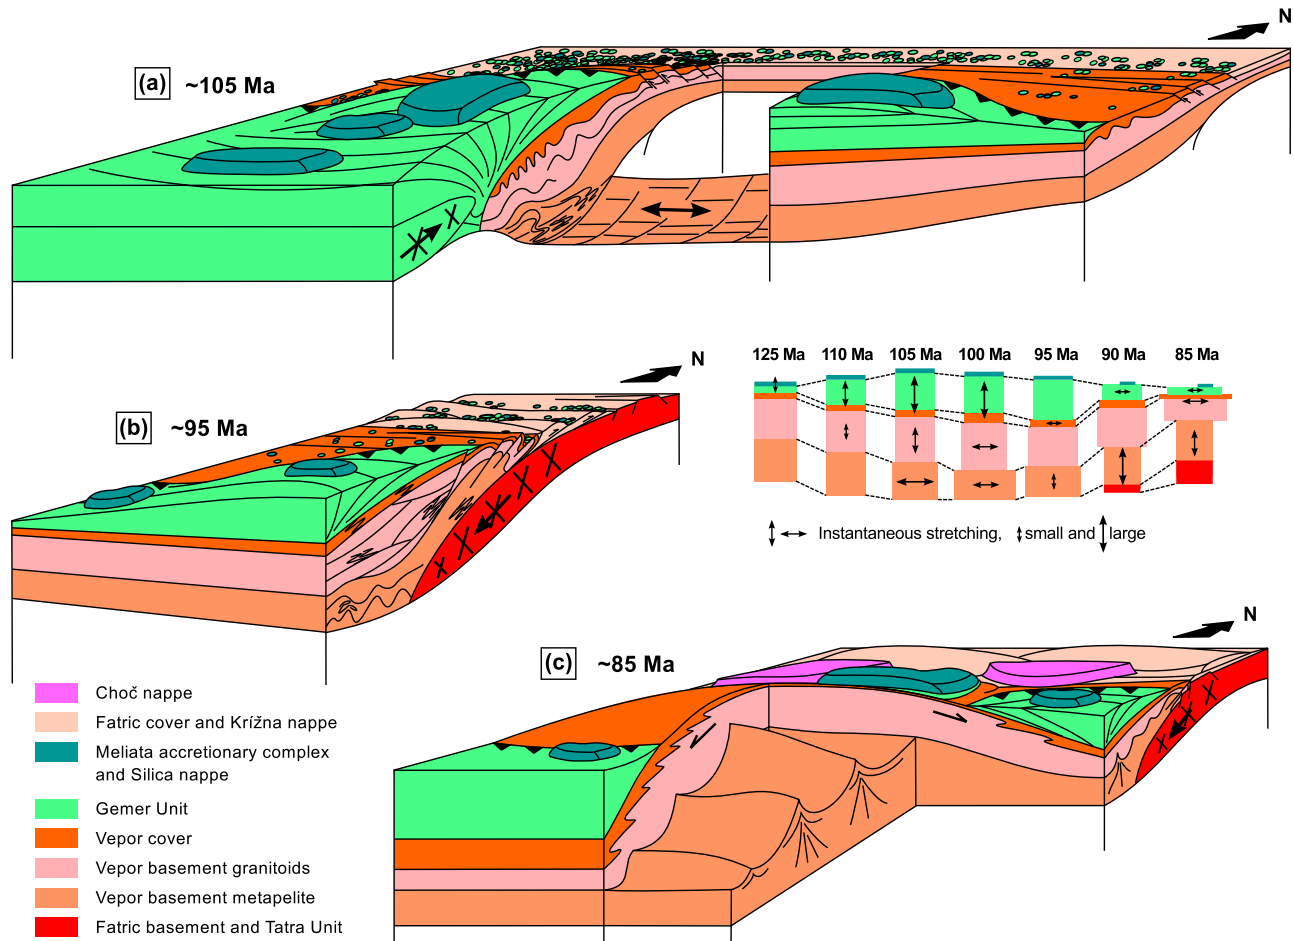 N
(a) ~105 Ma
N
(b) ~95 Ma
125 Ma 110 Ma 105 Ma 100 Ma 95 Ma 90 Ma 85 Ma
Instantaneous stretching, small and large
N
(c) ~85 Ma
Choč nappe
Fatric cover and Krížna nappe
Meliata accretionary complex
and Silica nappe
Gemer Unit
Vepor cover
Vepor basement granitoids
Vepor basement metapelite
Fatric basement and Tatra Unit